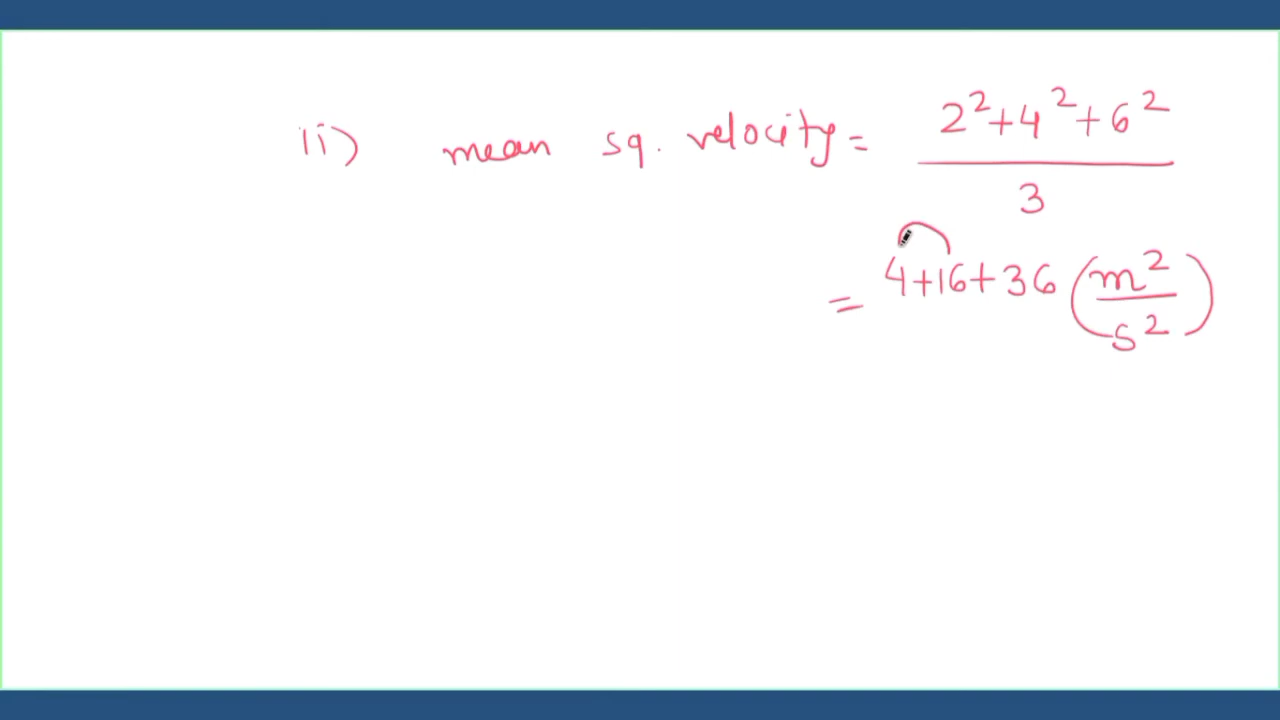 ii) mean sq. velocity = (2² + 4² + 6²) / 3
= 4 + 16 + 36 (m² / s²)